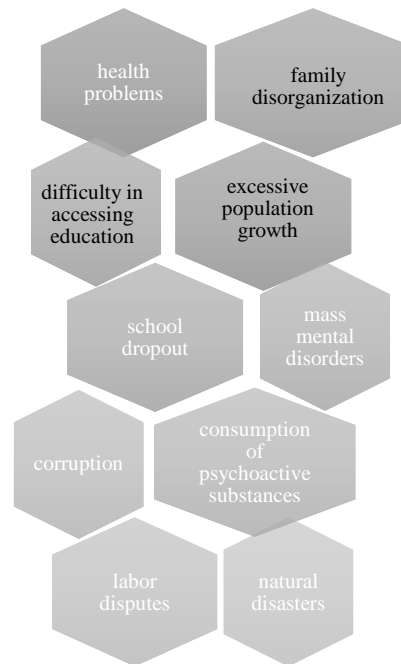 health
problems
family
disorganization
difficulty in
accessing
education
excessive
population
growth
school
dropout
mass
mental
disorders
corruption
consumption
of
psychoactive
substances
labor
disputes
natural
disasters